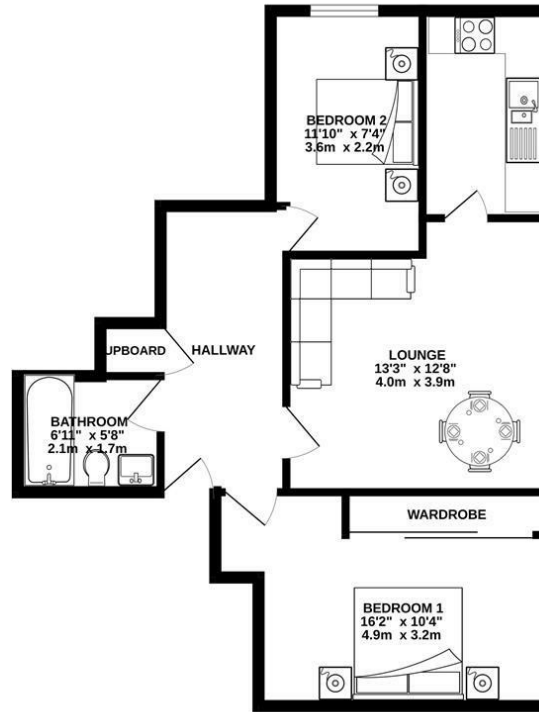 BEDROOM 2
11'10" x 7'4"
3.6m x 2.2m
UPBOARD
HALLWAY
LOUNGE
13'3" x 12'8"
4.0m x 3.9m
BATHROOM
6'11" x 5'8"
2.1m x 1.7m
WARDROBE
BEDROOM 1
16'2" x 10'4"
4.9m x 3.2m